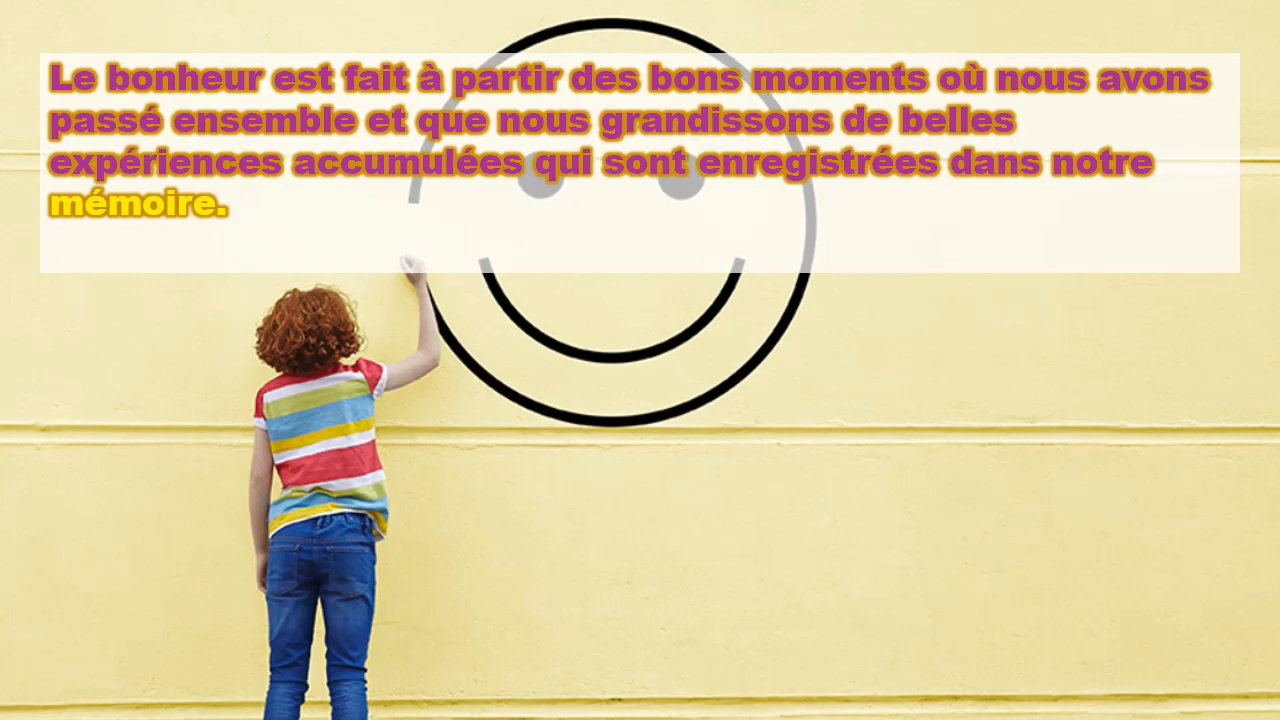 Le bonheur est fait à partir des bons moments où nous avons
passé ensemble et que nous grandissons de belles
expériences accumulées qui sont enregistrées dans notre
mémoire.